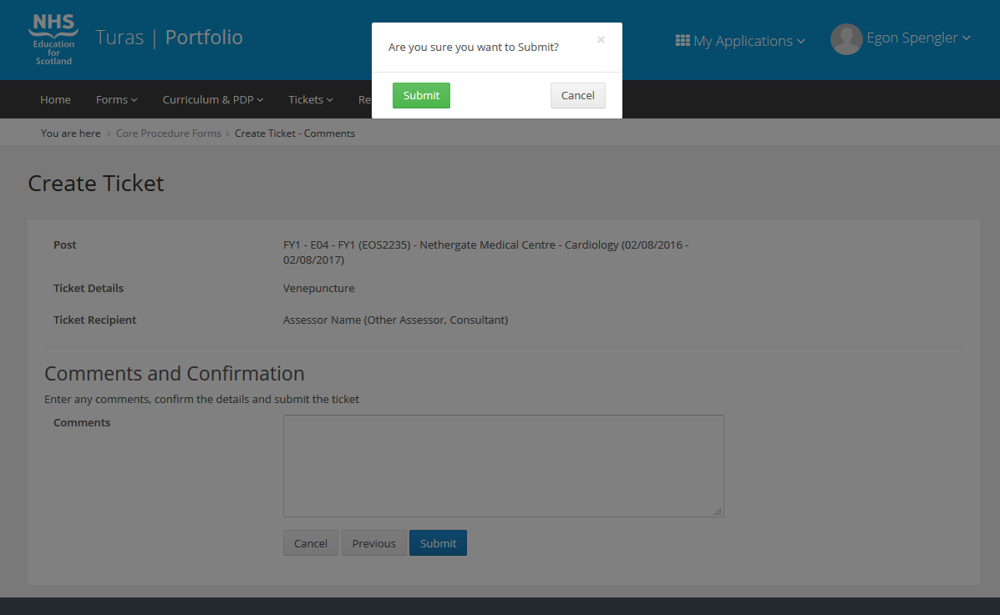 NHS
Education
for
Scotland
Turas | Portfolio
My Applications
Egon Spengler
Are you sure you want to Submit?
×
Submit
Cancel
Home
Forms
Curriculum & PDP
Tickets
You are here › Core Procedure Forms › Create Ticket - Comments
Create Ticket
Post
FY1 - E04 - FY1 (EOS2235) - Nethergate Medical Centre - Cardiology (02/08/2016 -
02/08/2017)
Ticket Details
Venepuncture
Ticket Recipient
Assessor Name (Other Assessor, Consultant)
Comments and Confirmation
Enter any comments, confirm the details and submit the ticket
Comments
Cancel
Previous
Submit